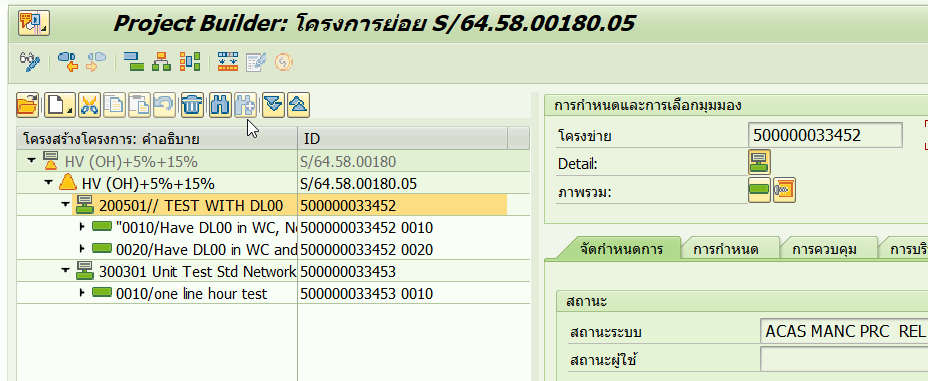 Project Builder: โครงการย่อย S/64.58.00180.05
โครงสร้างโครงการ: คำอธิบาย ID
HV (OH)+5%+15% S/64.58.00180
HV (OH)+5%+15% S/64.58.00180.05
200501// TEST WITH DL00 500000033452
"0010/Have DL00 in WC, N 500000033452 0010
0020/Have DL00 in WC and 500000033452 0020
300301 Unit Test Std Network 500000033453
0010/one line hour test 500000033453 0010
การกำหนดและการเลือกมุมมอง
โครงข่าย 500000033452
Detail:
ภาพรวม:
จัดกำหนดการ การกำหนด การควบคุม การบริ
สถานะ
สถานะระบบ ACAS MANC PRC REL
สถานะผู้ใช้